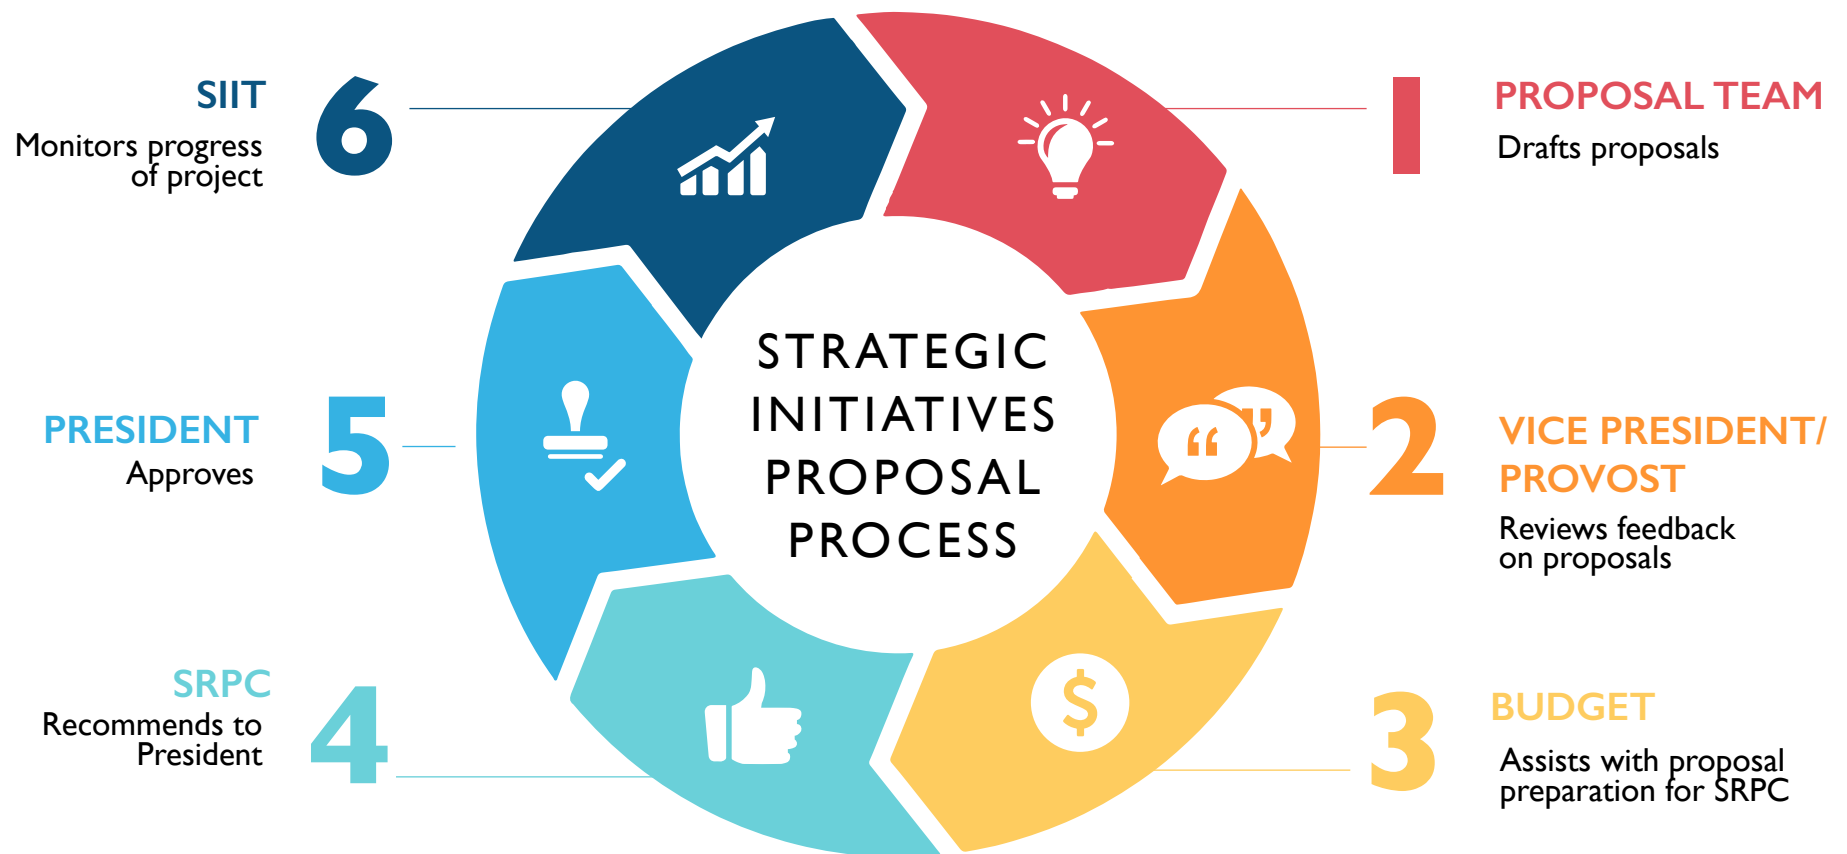 STRATEGIC
INITIATIVES
PROPOSAL
PROCESS
1
PROPOSAL TEAM
Drafts proposals
2
VICE PRESIDENT/
PROVOST
Reviews feedback
on proposals
3
BUDGET
Assists with proposal
preparation for SRPC
4
SRPC
Recommends to
President
5
PRESIDENT
Approves
6
SIIT
Monitors progress
of project
$